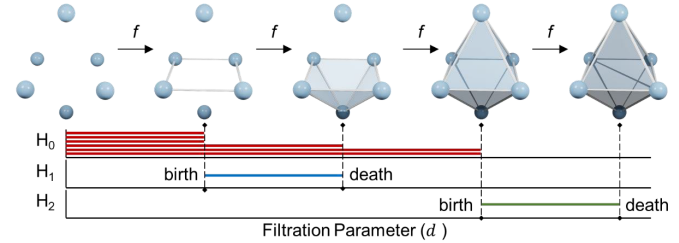 f f f f
H0
H1 birth death
H2 birth death
Filtration Parameter (d)